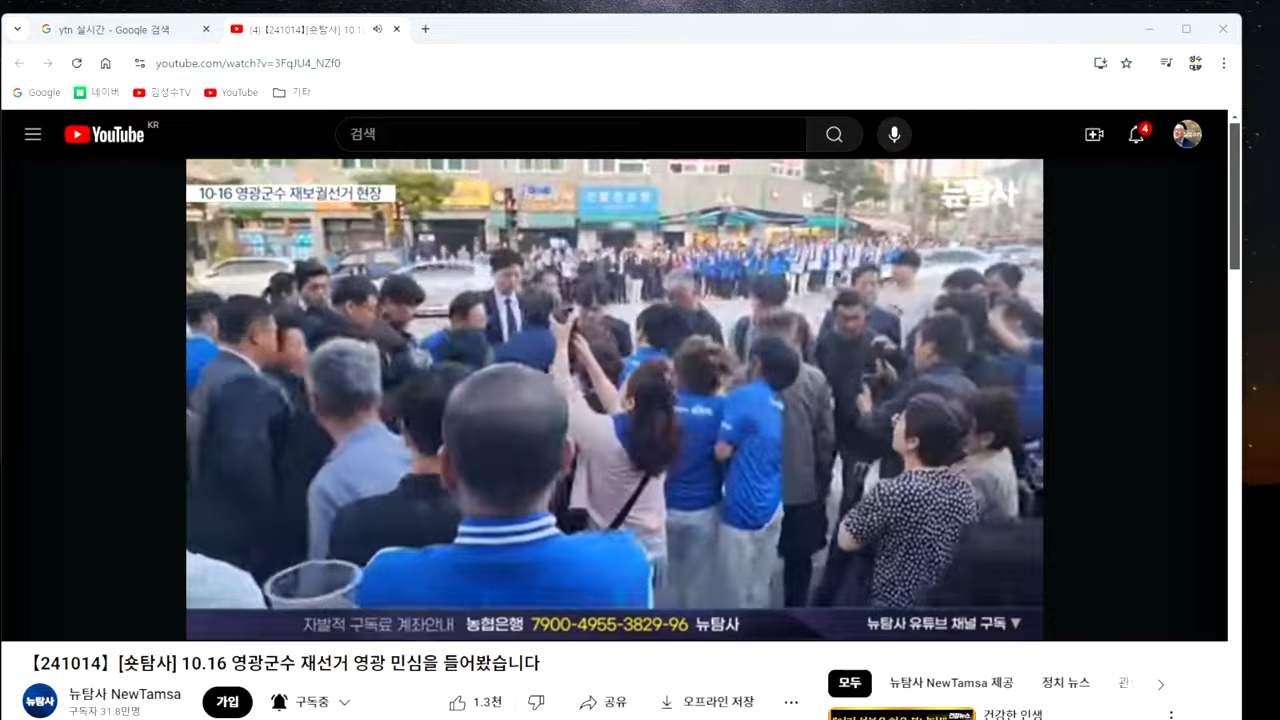 ytn 실시간 - Google 검색
(4) 【241014】[숏탐사] 10.1
youtube.com/watch?v=3FqJU4_NZf0
Google
네이버
김성수TV
YouTube
기타
YouTube KR
검색
4
10·16 영광군수 재보궐선거 현장
뉴탐사
자발적 구독료 계좌안내 농협은행 7900-4955-3829-96 뉴탐사
뉴탐사 유튜브 채널 구독 ▼
【241014】[숏탐사] 10.16 영광군수 재선거 영광 민심을 들어봤습니다
뉴탐사
뉴탐사 NewTamsa
구독자 31.8만명
가입
구독중
1.3천
공유
오프라인 저장
모두
뉴탐사 NewTamsa 제공
정치 뉴스
관
건강한 인생